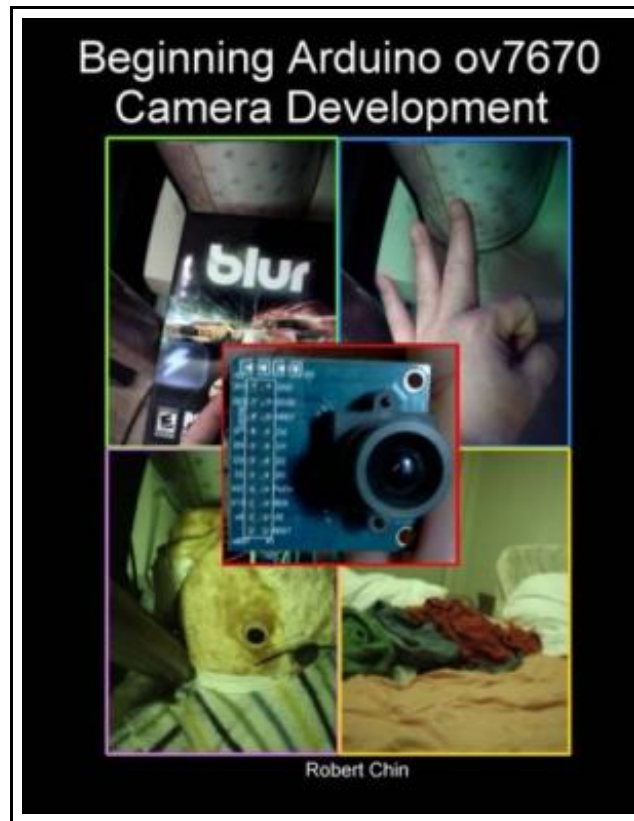 Beginning Arduino ov7670
Camera Development
blur
E
Robert Chin